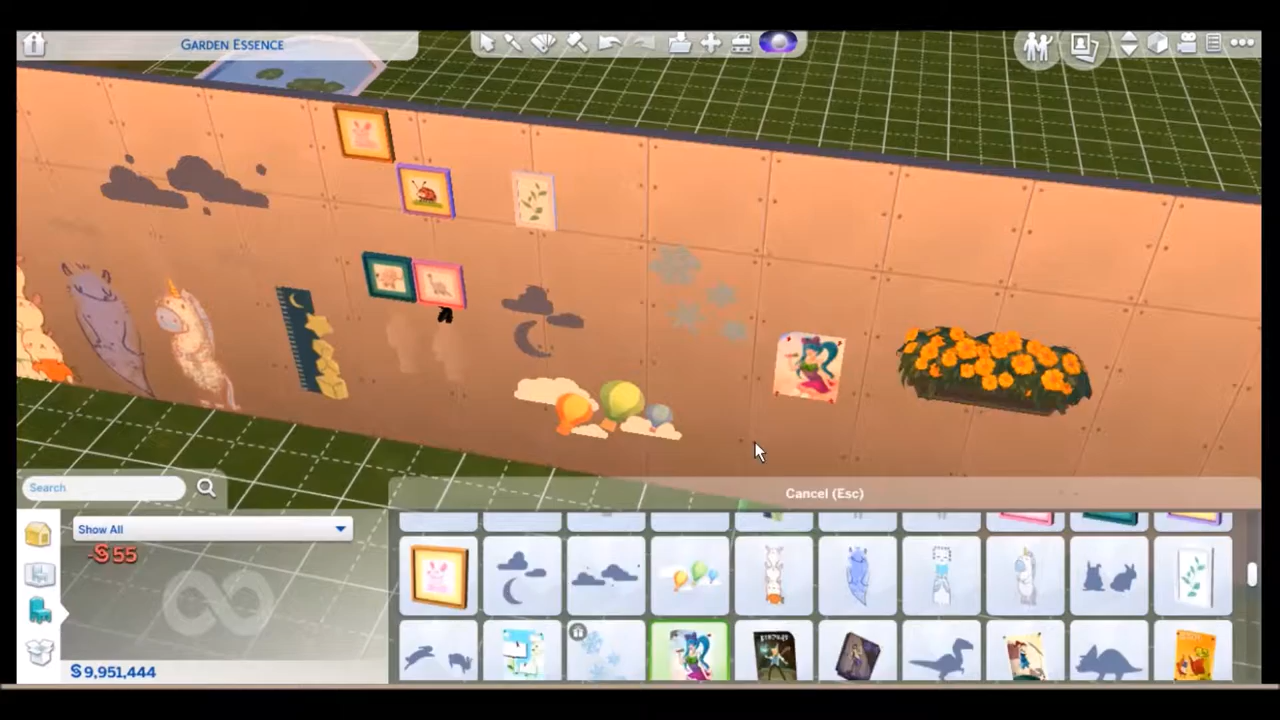 GARDEN ESSENCE
Cancel (Esc)
Search
Show All
-§55
§9,951,444